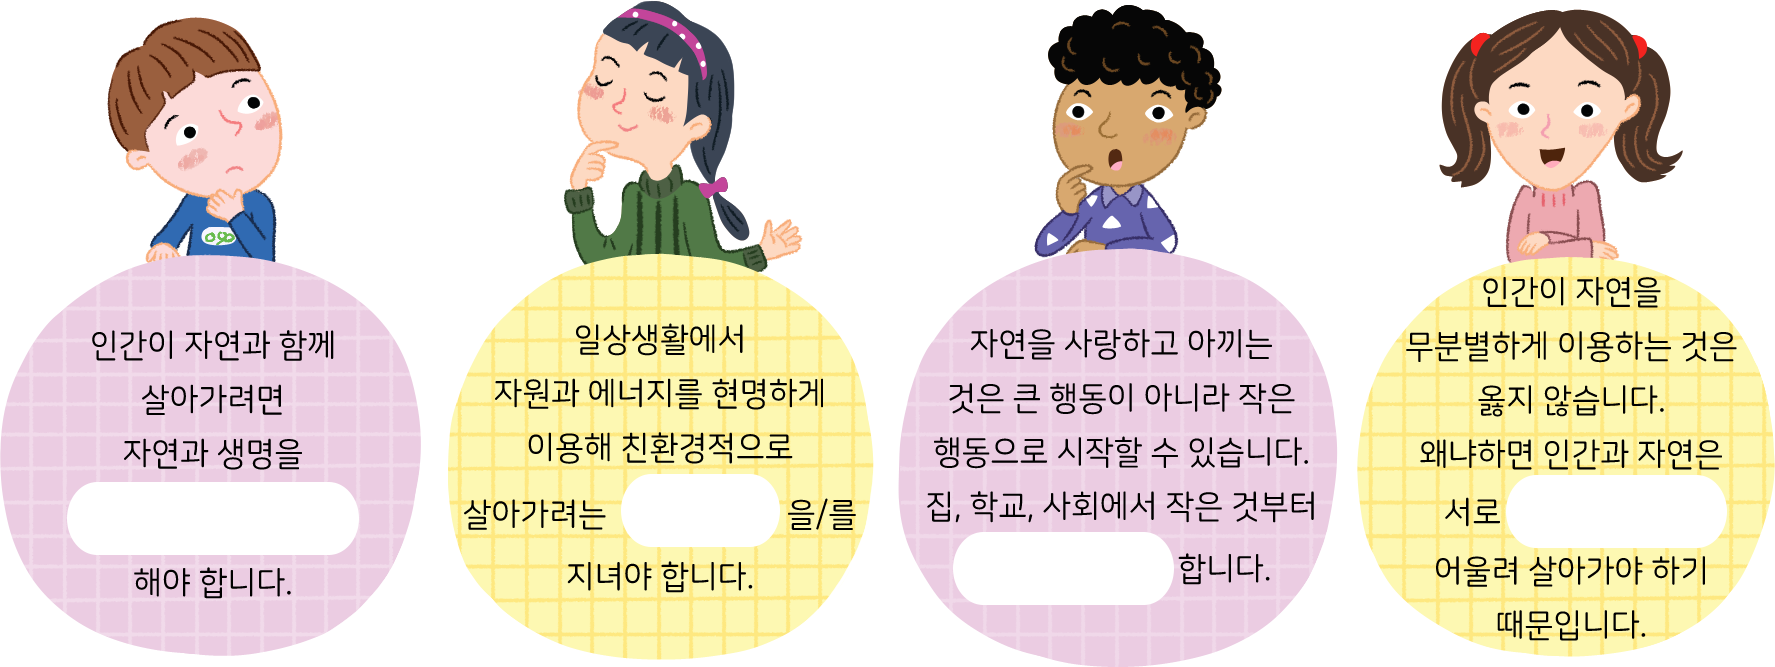 인간이 자연과 함께
살아가려면
자연과 생명을
해야 합니다.
일상생활에서
자원과 에너지를 현명하게
이용해 친환경적으로
살아가려는 을/를
지녀야 합니다.
자연을 사랑하고 아끼는
것은 큰 행동이 아니라 작은
행동으로 시작할 수 있습니다.
집, 학교, 사회에서 작은 것부터
합니다.
인간이 자연을
무분별하게 이용하는 것은
옳지 않습니다.
왜냐하면 인간과 자연은
서로
어울려 살아가야 하기
때문입니다.